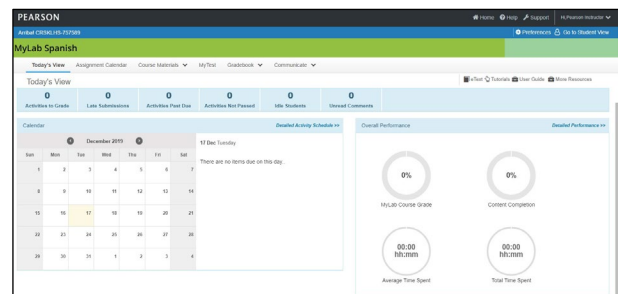 PEARSON
Home Help Support Hi, Pearson Instructor
Preferences Go to Student View
MyLab Spanish
Today's View Assignment Calendar Course Materials MyTest Gradebook Communicate
Today's View
eText Tutorials User Guide More Resources
0 0 0 0 0 0
Activities to Grade Late Submissions Activities Past Due Activities Not Passed Idle Students Unread Comments
Calendar Detailed Activity Schedule >>
December 2019
Sun Mon Tue Wed Thu Fri Sat
1 2 3 4 5 6 7
8 9 10 11 12 13 14
15 16 17 18 19 20 21
22 23 24 25 26 27 28
29 30 31 1 2 3 4
17 Dec Tuesday
There are no items due on this day.
Overall Performance Detailed Performance >>
0% 0%
MyLab Course Grade Content Completion
00:00 00:00
hh:mm hh:mm
Average Time Spent Total Time Spent